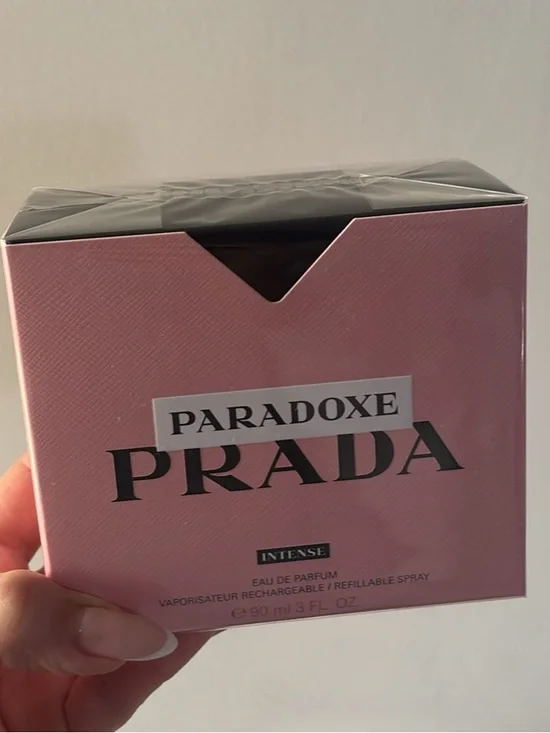 PARADOXE
PRADA
INTENSE
EAU DE PARFUM
VAPORISATEUR RECHARGEABLE / REFILLABLE SPRAY
℮ 90 ml 3 FL. OZ.